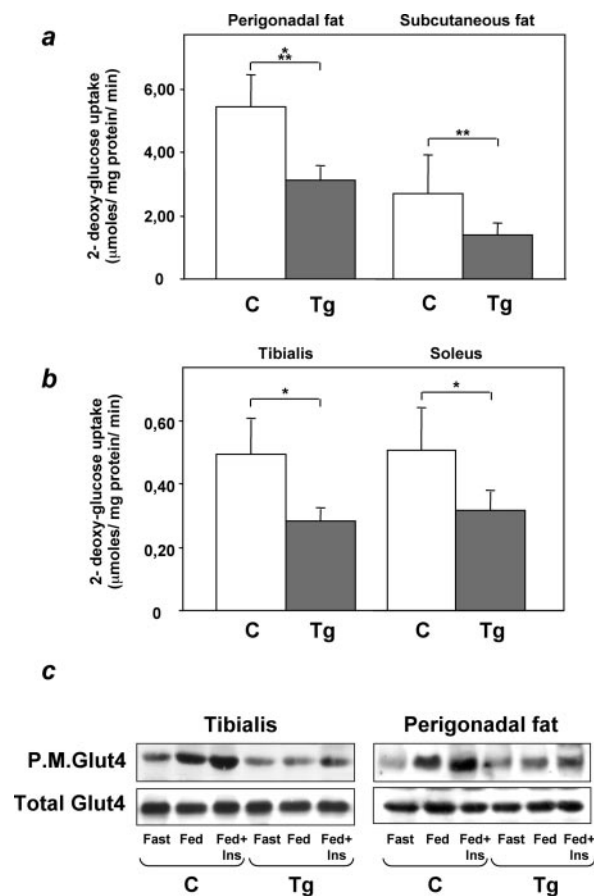 a
Perigonadal fat
Subcutaneous fat
2- deoxy-glucose uptake
(μmoles/ mg protein/ min)
6,00
4,00
2,00
0
*
**
**
C
Tg
C
Tg
b
Tibialis
Soleus
2- deoxy-glucose uptake
(μmoles/ mg protein/ min)
0,60
0,40
0,20
0
*
*
C
Tg
C
Tg
c
Tibialis
Perigonadal fat
P.M.Glut4
Total Glut4
Fast Fed Fed+ Fast Fed Fed+
Ins Ins
C Tg
Fast Fed Fed+ Fast Fed Fed+
Ins Ins
C Tg